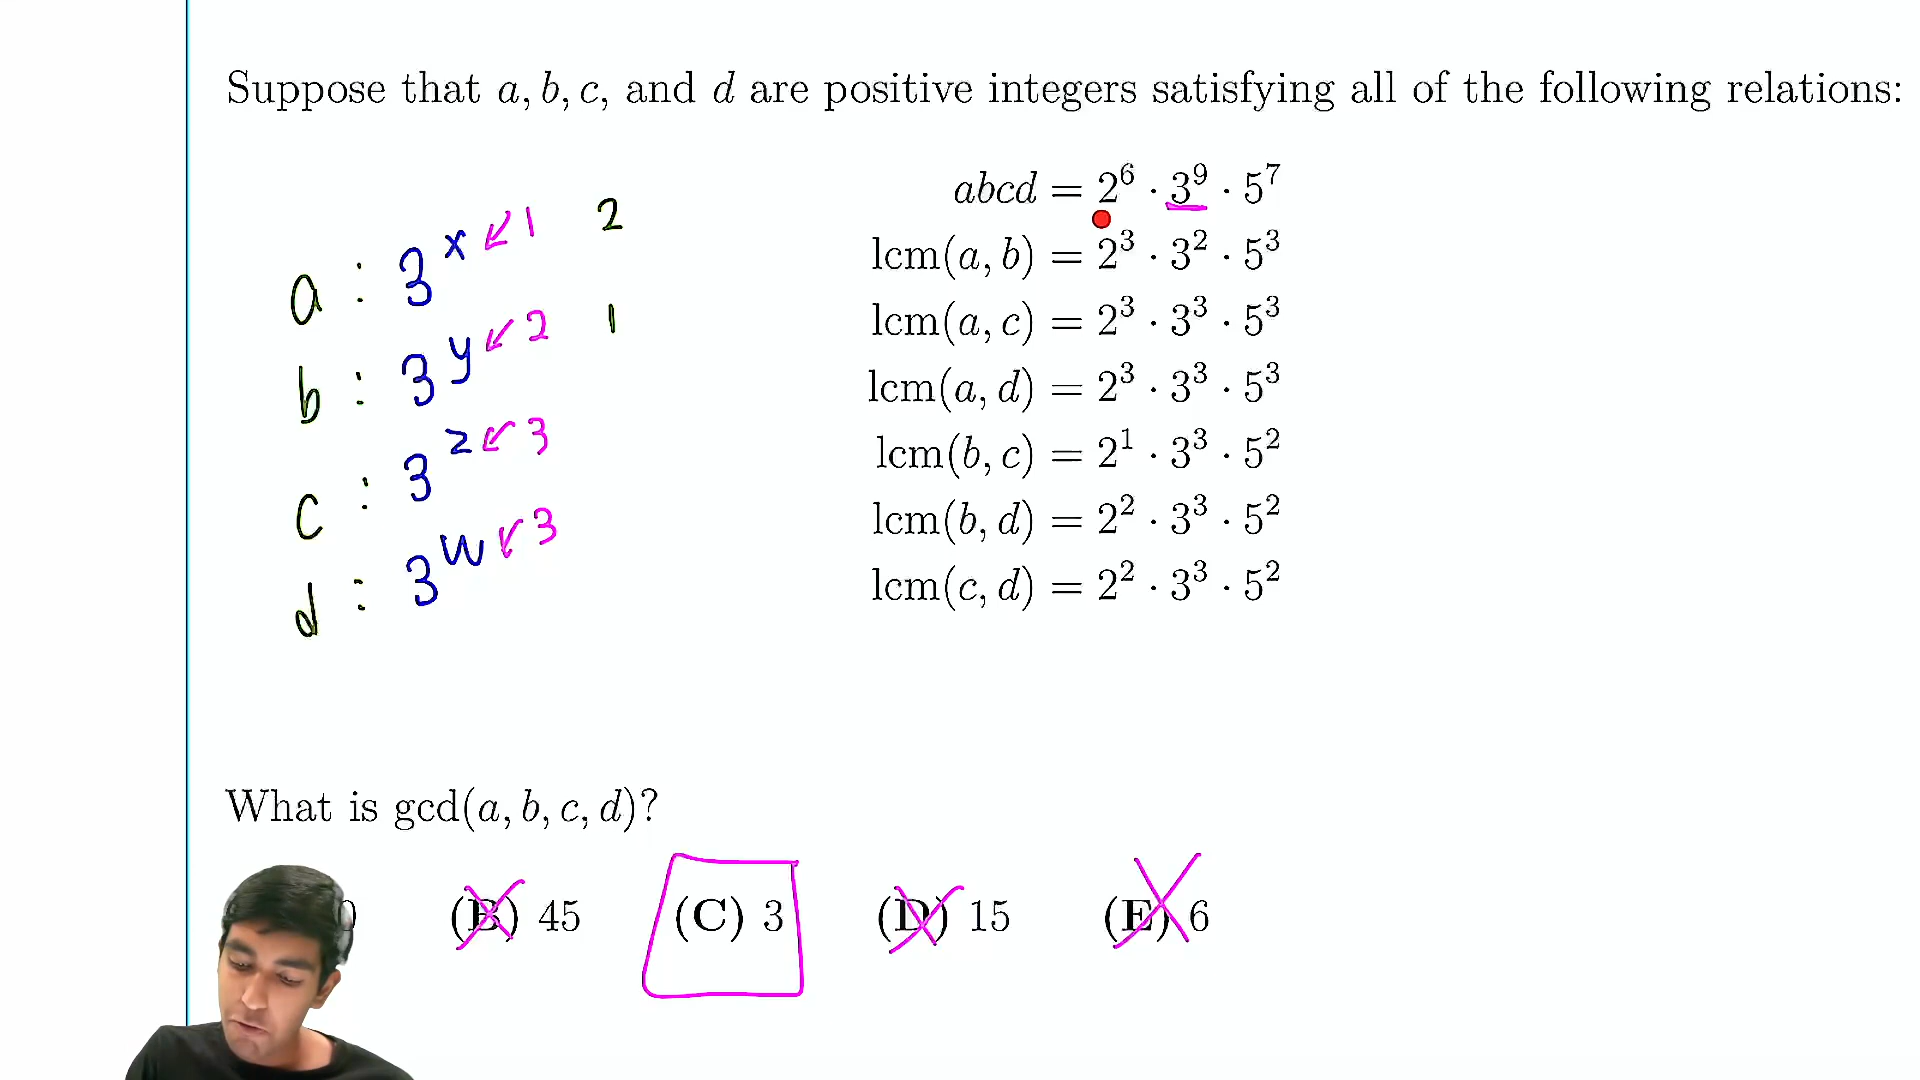 Suppose that a, b, c, and d are positive integers satisfying all of the following relations:
abcd = 2^6 · 3^9 · 5^7
lcm(a, b) = 2^3 · 3^2 · 5^3
lcm(a, c) = 2^3 · 3^3 · 5^3
lcm(a, d) = 2^3 · 3^3 · 5^3
lcm(b, c) = 2^1 · 3^3 · 5^2
lcm(b, d) = 2^2 · 3^3 · 5^2
lcm(c, d) = 2^2 · 3^3 · 5^2
a : 3^x ↙ 1 2
b : 3^y ↙ 2 1
c : 3^z ↙ 3
d : 3^w ↙ 3
What is gcd(a, b, c, d)?
0 (B) 45 (C) 3 (D) 15 (E) 6